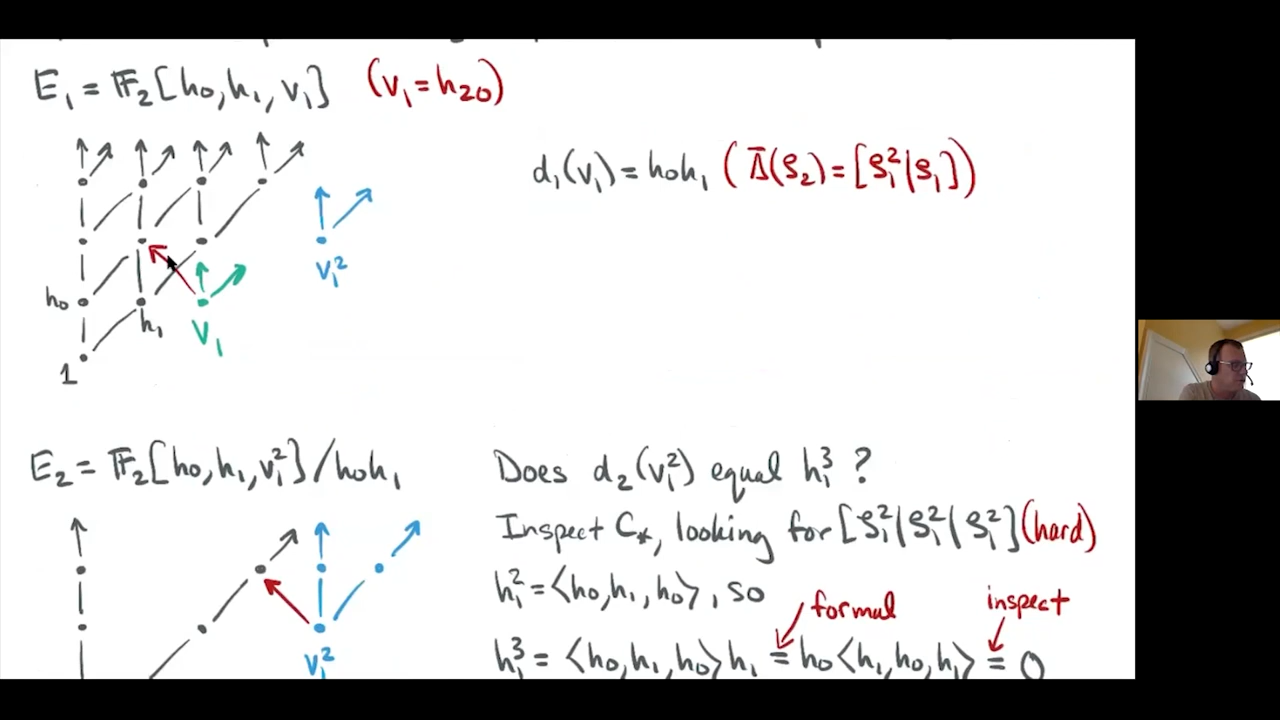 E₁ = 𝔽₂[h₀, h₁, v₁] (v₁ = h₂₀)
d₁(v₁) = h₀h₁ (Δ̄(ξ₂) = [ξ₁²|ξ₁])
v₁²
h₀
h₁
v₁
1
E₂ = 𝔽₂[h₀, h₁, v₁²]/h₀h₁
v₁²
Does d₂(v₁²) equal h₁³ ?
Inspect C*, looking for [ξ₁²|ξ₁²|ξ₁²] (hard)
h₁² = ⟨h₀, h₁, h₀⟩, so
formal
inspect
h₁³ = ⟨h₀, h₁, h₀⟩ h₁ = h₀⟨h₁, h₀, h₁⟩ = 0